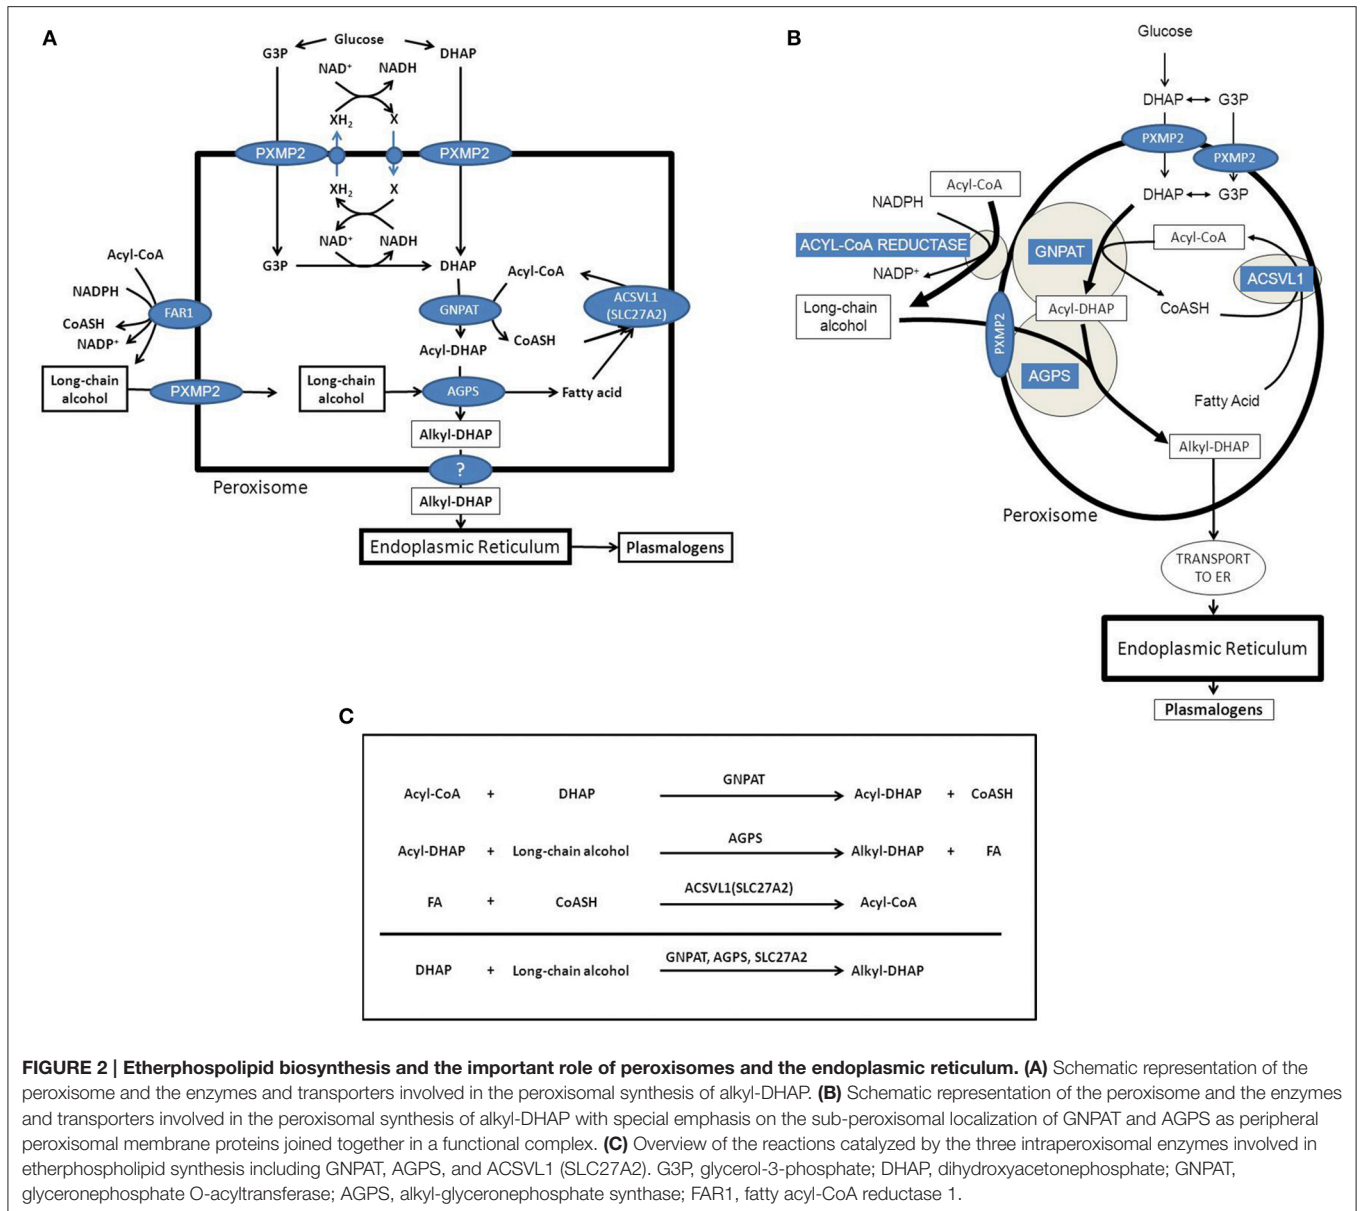 A
Glucose
G3P
DHAP
NAD⁺ NADH
XH₂ X
PXMP2 PXMP2
XH₂ X
NAD⁺ NADH
G3P DHAP
Acyl-CoA
NADPH
CoASH
NADP⁺
FAR1
Long-chain
alcohol
PXMP2
Acyl-CoA
GNPAT
CoASH
ACSVL1
(SLC27A2)
Acyl-DHAP
Long-chain
alcohol
AGPS
Fatty acid
Alkyl-DHAP
?
Peroxisome
Alkyl-DHAP
Endoplasmic Reticulum
Plasmalogens
B
Glucose
DHAP G3P
PXMP2
PXMP2
DHAP G3P
Acyl-CoA
NADPH
ACYL-CoA REDUCTASE
NADP⁺
Long-chain
alcohol
PXMP2
GNPAT
Acyl-CoA
ACSVL1
Acyl-DHAP
CoASH
AGPS
Fatty Acid
Alkyl-DHAP
Peroxisome
TRANSPORT
TO ER
Endoplasmic Reticulum
Plasmalogens
C
GNPAT
Acyl-CoA + DHAP Acyl-DHAP + CoASH
AGPS
Acyl-DHAP + Long-chain alcohol Alkyl-DHAP + FA
ACSVL1(SLC27A2)
FA + CoASH Acyl-CoA
GNPAT, AGPS, SLC27A2
DHAP + Long-chain alcohol Alkyl-DHAP
FIGURE 2 | Etherphospolipid biosynthesis and the important role of peroxisomes and the endoplasmic reticulum. (A) Schematic representation of the
peroxisome and the enzymes and transporters involved in the peroxisomal synthesis of alkyl-DHAP. (B) Schematic representation of the peroxisome and the enzymes
and transporters involved in the peroxisomal synthesis of alkyl-DHAP with special emphasis on the sub-peroxisomal localization of GNPAT and AGPS as peripheral
peroxisomal membrane proteins joined together in a functional complex. (C) Overview of the reactions catalyzed by the three intraperoxisomal enzymes involved in
etherphospholipid synthesis including GNPAT, AGPS, and ACSVL1 (SLC27A2). G3P, glycerol-3-phosphate; DHAP, dihydroxyacetonephosphate; GNPAT,
glyceronephosphate O-acyltransferase; AGPS, alkyl-glyceronephosphate synthase; FAR1, fatty acyl-CoA reductase 1.